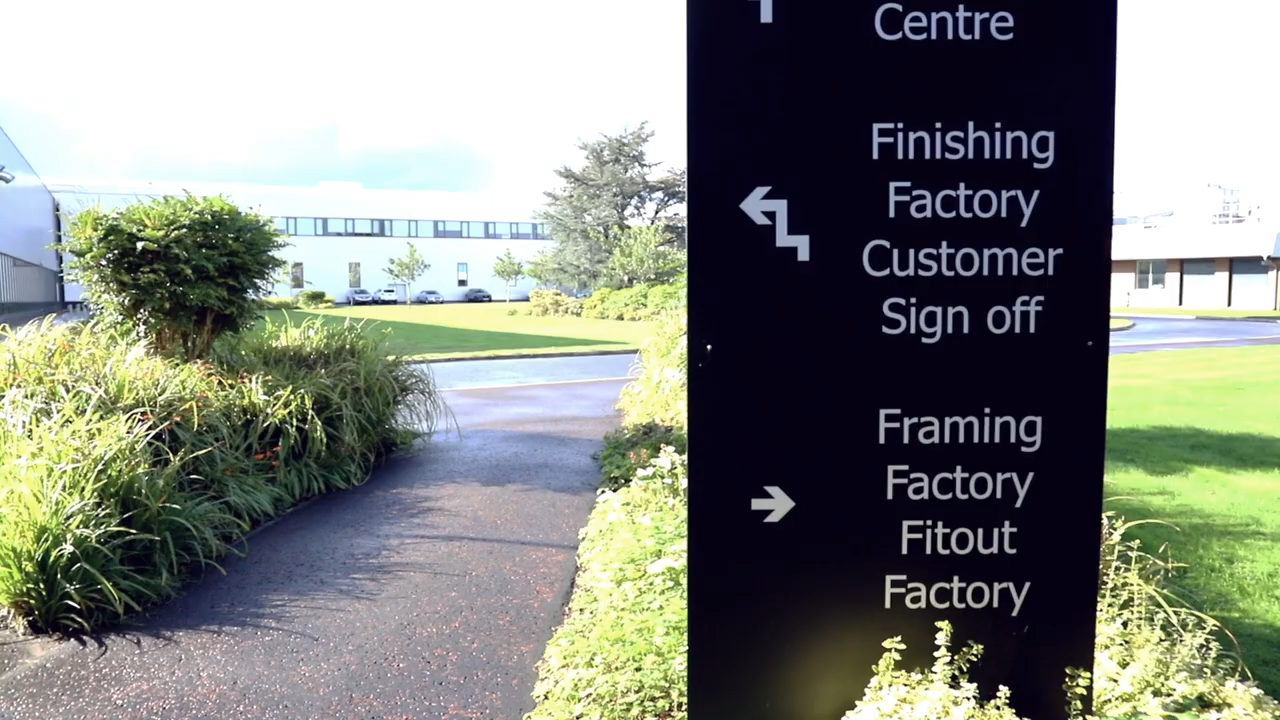 Centre
Finishing
Factory
Customer
Sign off
Framing
Factory
Fitout
Factory